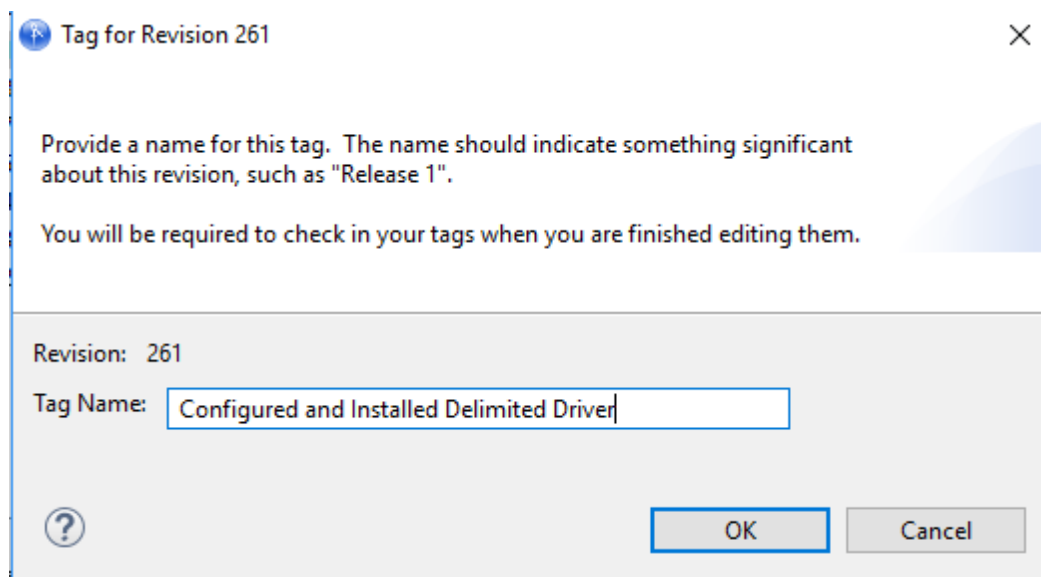 Tag for Revision 261
Provide a name for this tag.  The name should indicate something significant
about this revision, such as "Release 1".
You will be required to check in your tags when you are finished editing them.
Revision:  261
Tag Name:  Configured and Installed Delimited Driver
?
OK  Cancel